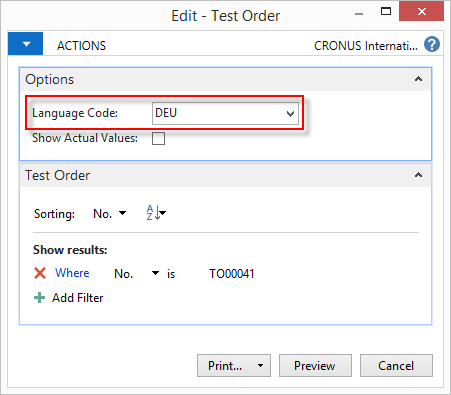 Edit - Test Order
ACTIONS
CRONUS Internati... ?
Options
Language Code: DEU
Show Actual Values:
Test Order
Sorting: No. A Z
Show results:
Where No. is TO00041
Add Filter
Print... Preview Cancel